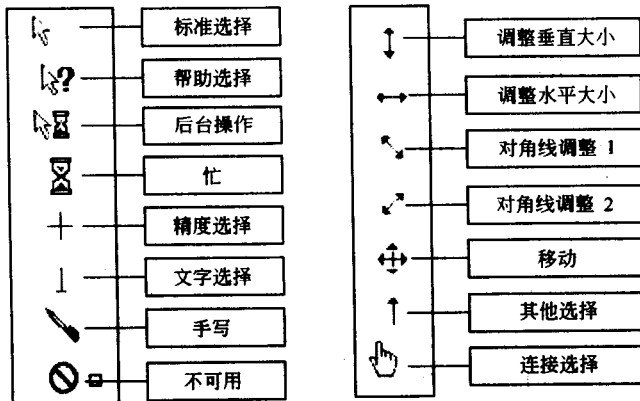 标准选择
帮助选择
后台操作
忙
精度选择
文字选择
手写
不可用
调整垂直大小
调整水平大小
对角线调整 1
对角线调整 2
移动
其他选择
连接选择